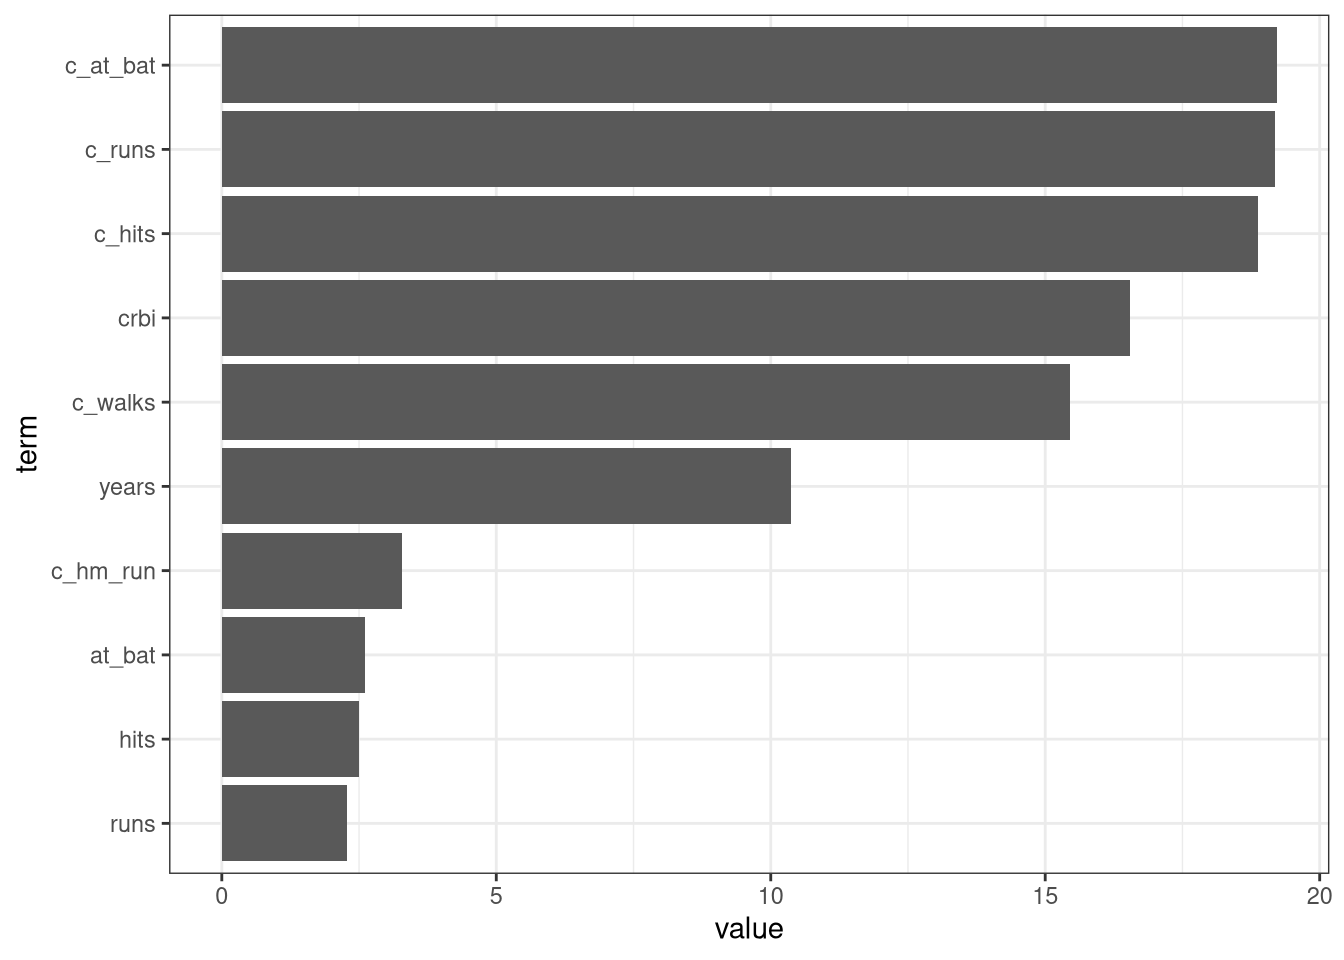 c_at_bat
c_runs
c_hits
crbi
c_walks
years
c_hm_run
at_bat
hits
runs
term
0 5 10 15 20
value